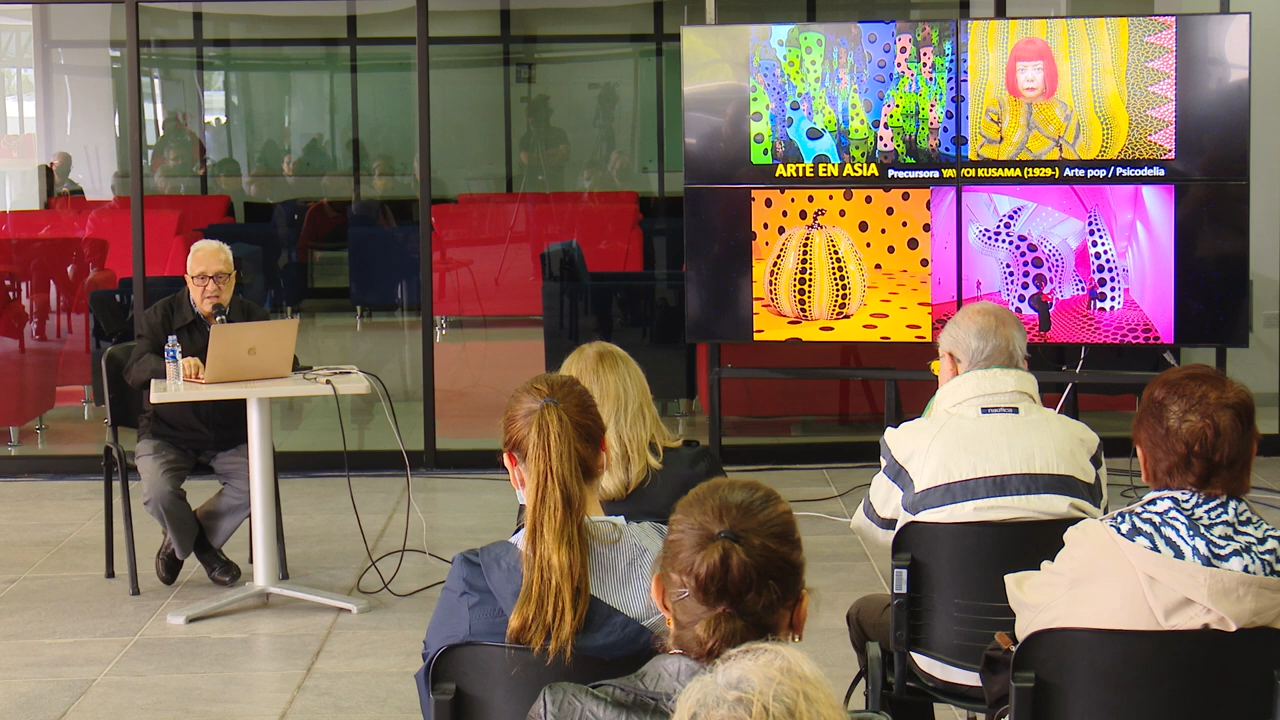 ARTE EN ASIA Precursora YAYOI KUSAMA (1929-) Arte pop / Psicodelia
nautica